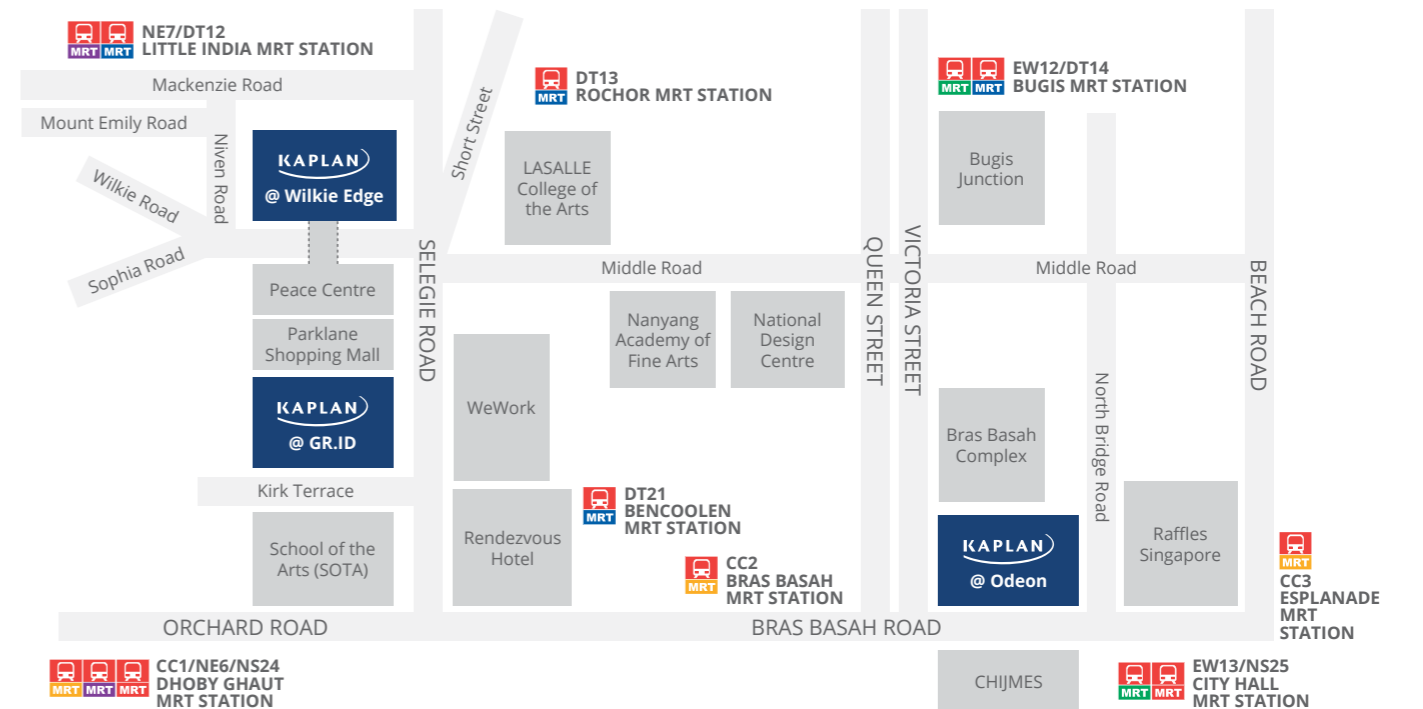 NE7/DT12
LITTLE INDIA MRT STATION
MRT MRT
Mackenzie Road
Mount Emily Road
Niven Road
Wilkie Road
Sophia Road
KAPLAN
@ Wilkie Edge
Peace Centre
Parklane
Shopping Mall
KAPLAN
@ GR.ID
Kirk Terrace
School of the
Arts (SOTA)
SELEGIE ROAD
Short Street
DT13
ROCHOR MRT STATION
MRT
LASALLE
College of
the Arts
Middle Road
Nanyang
Academy of
Fine Arts
National
Design
Centre
WeWork
Rendezvous
Hotel
DT21
BENCOOLEN
MRT STATION
MRT
CC2
BRAS BASAH
MRT STATION
MRT
QUEEN STREET
VICTORIA STREET
EW12/DT14
BUGIS MRT STATION
MRT MRT
Bugis
Junction
Middle Road
BEACH ROAD
North Bridge Road
Bras Basah
Complex
KAPLAN
@ Odeon
Raffles
Singapore
MRT
CC3
ESPLANADE
MRT
STATION
ORCHARD ROAD
BRAS BASAH ROAD
CC1/NE6/NS24
DHOBY GHAUT
MRT STATION
MRT MRT MRT
CHIJMES
EW13/NS25
CITY HALL
MRT STATION
MRT MRT